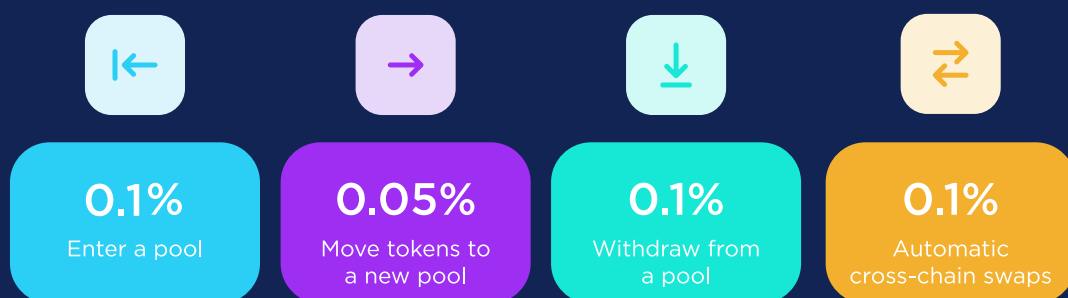 0.1%
Enter a pool
0.05%
Move tokens to
a new pool
0.1%
Withdraw from
a pool
0.1%
Automatic
cross-chain swaps